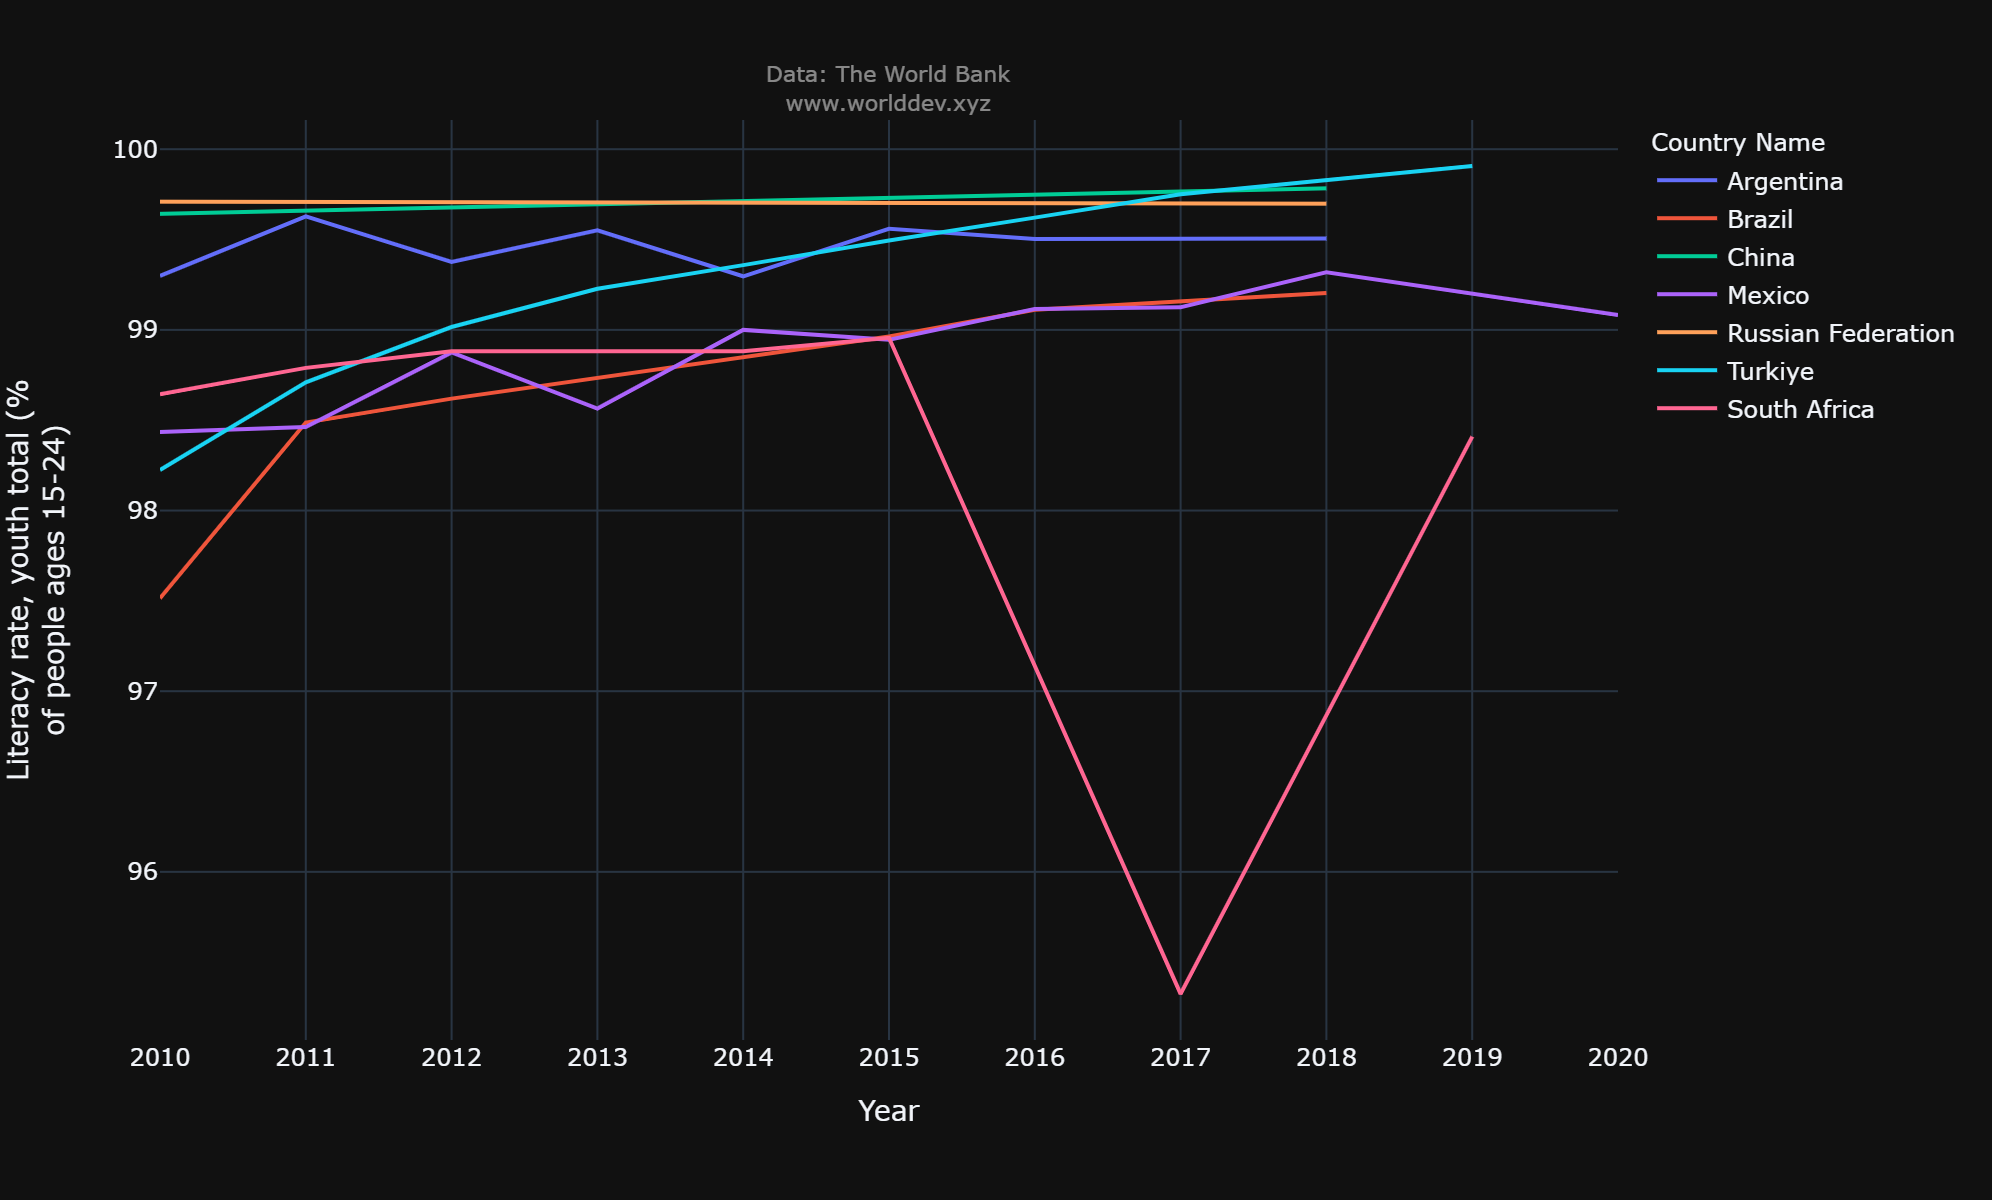 Data: The World Bank
www.worlddev.xyz
Literacy rate, youth total (%
of people ages 15-24)
100
99
98
97
96
2010 2011 2012 2013 2014 2015 2016 2017 2018 2019 2020
Year
Country Name
Argentina
Brazil
China
Mexico
Russian Federation
Turkiye
South Africa